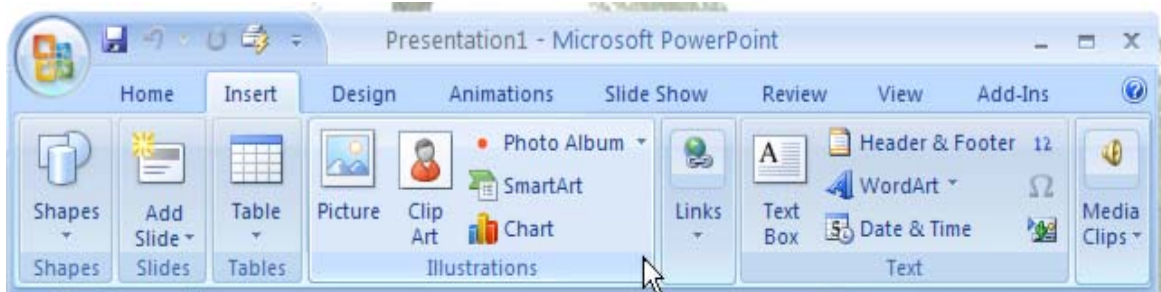 Presentation1 - Microsoft PowerPoint
Home Insert Design Animations Slide Show Review View Add-Ins
Shapes
Add Slide
Table
Picture
Clip Art
Photo Album
SmartArt
Chart
Links
A
Text Box
Header & Footer
WordArt
Date & Time
12
Ω
Media Clips
Shapes Slides Tables Illustrations Text